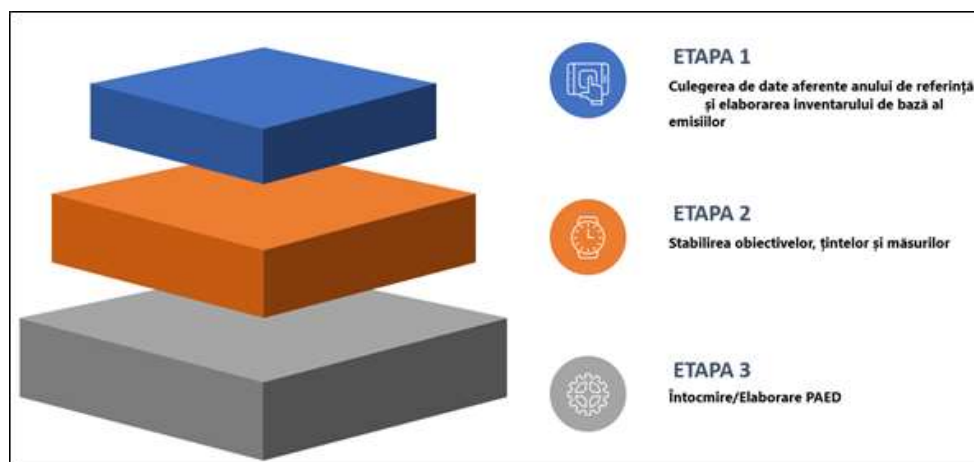 ETAPA 1
Culegerea de date aferente anului de referință
și elaborarea inventarului de bază al
emisiilor
ETAPA 2
Stabilirea obiectivelor, țintelor și măsurilor
ETAPA 3
Întocmire/Elaborare PAED